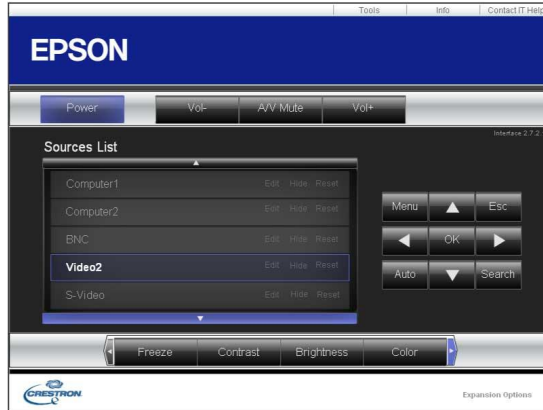 Tools Info Contact IT Help
EPSON
Power Vol- A/V Mute Vol+
Interface 2.7.2.
Sources List
Computer1 Edit Hide Reset
Computer2 Edit Hide Reset
BNC Edit Hide Reset
Video2 Edit Hide Reset
S-Video Edit Hide Reset
Menu Esc
OK
Auto Search
Freeze Contrast Brightness Color
CRESTRON
Expansion Options